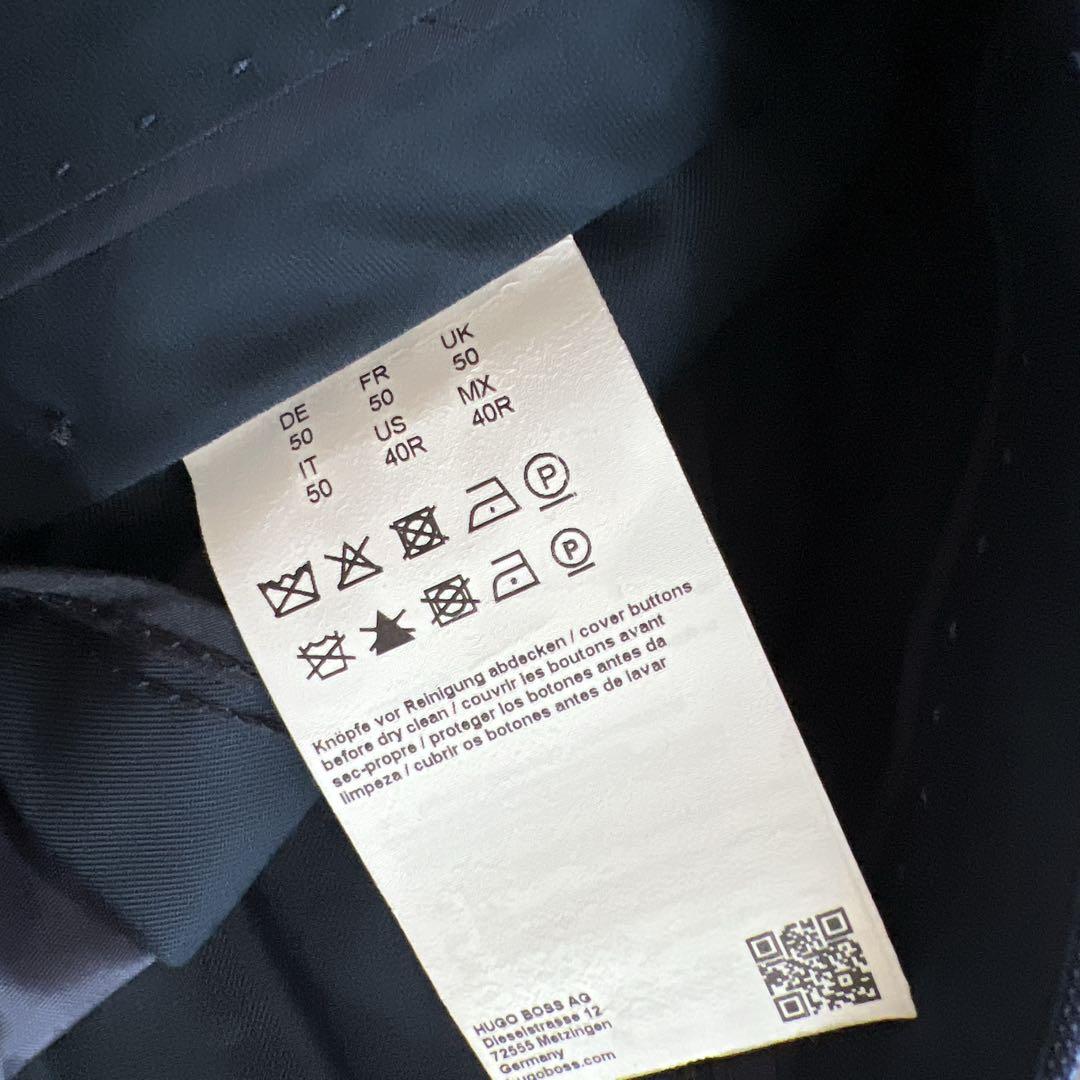 DE FR UK
50 50 50
IT US MX
50 40R 40R
P
P
Knöpfe vor Reinigung abdecken / cover buttons
before dry clean / couvrir les boutons avant
sec-propre / proteger los botones antes da
limpeza / cubrir os botones antes de lavar
HUGO BOSS AG
Dieselstrasse 12
72555 Metzingen
Germany
hugoboss.com